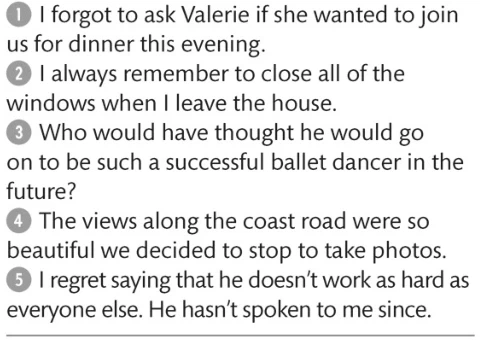 1 I forgot to ask Valerie if she wanted to join
us for dinner this evening.
2 I always remember to close all of the
windows when I leave the house.
3 Who would have thought he would go
on to be such a successful ballet dancer in the
future?
4 The views along the coast road were so
beautiful we decided to stop to take photos.
5 I regret saying that he doesn’t work as hard as
everyone else. He hasn’t spoken to me since.